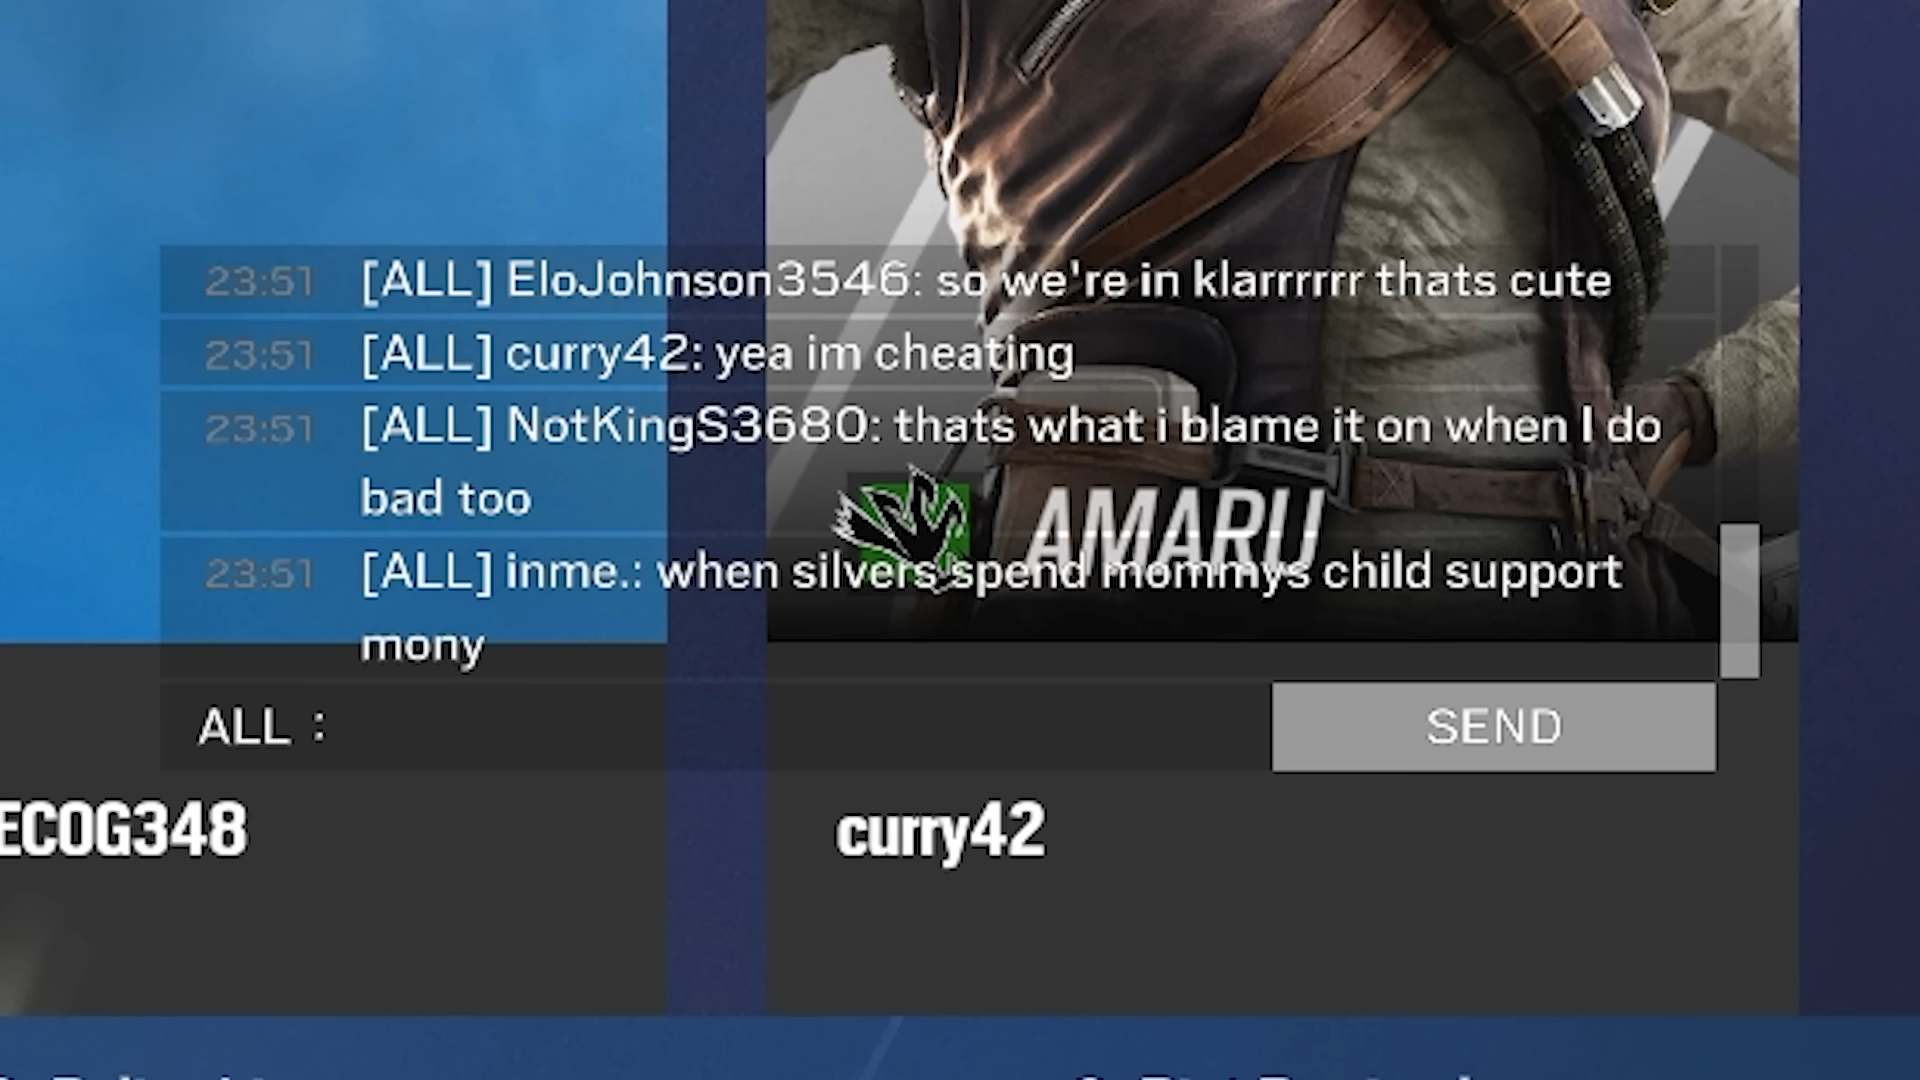 23:51 [ALL] EloJohnson3546: so we're in klarrrrrr thats cute
23:51 [ALL] curry42: yea im cheating
23:51 [ALL] NotKingS3680: thats what i blame it on when I do
bad too
AMARU
23:51 [ALL] inme.: when silvers spend mommys child support
mony
ALL :
SEND
ECOG348
curry42